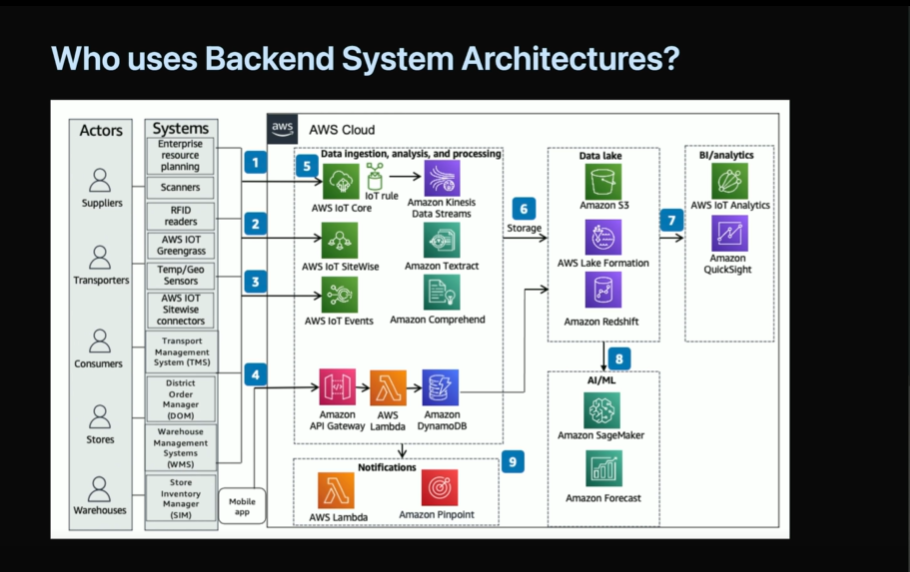 Who uses Backend System Architectures?
Actors
Suppliers
Transporters
Consumers
Stores
Warehouses
Systems
Enterprise
resource
planning
Scanners
RFID
readers
AWS IOT
Greengrass
Temp/Geo
Sensors
AWS IOT
Sitewise
connectors
Transport
Management
System (TMS)
District
Order
Manager
(DOM)
Warehouse
Management
Systems
(WMS)
Store
Inventory
Manager
(SIM)
Mobile
app
1
2
3
4
aws
AWS Cloud
Data ingestion, analysis, and processing
5
IoT rule
AWS IoT Core
Amazon Kinesis
Data Streams
AWS IoT SiteWise
Amazon Textract
AWS IoT Events
Amazon Comprehend
Amazon
API Gateway
AWS
Lambda
Amazon
DynamoDB
6
Storage
Data lake
Amazon S3
AWS Lake Formation
Amazon Redshift
7
BI/analytics
AWS IoT Analytics
Amazon
QuickSight
8
AI/ML
Amazon SageMaker
Amazon Forecast
9
Notifications
AWS Lambda
Amazon Pinpoint